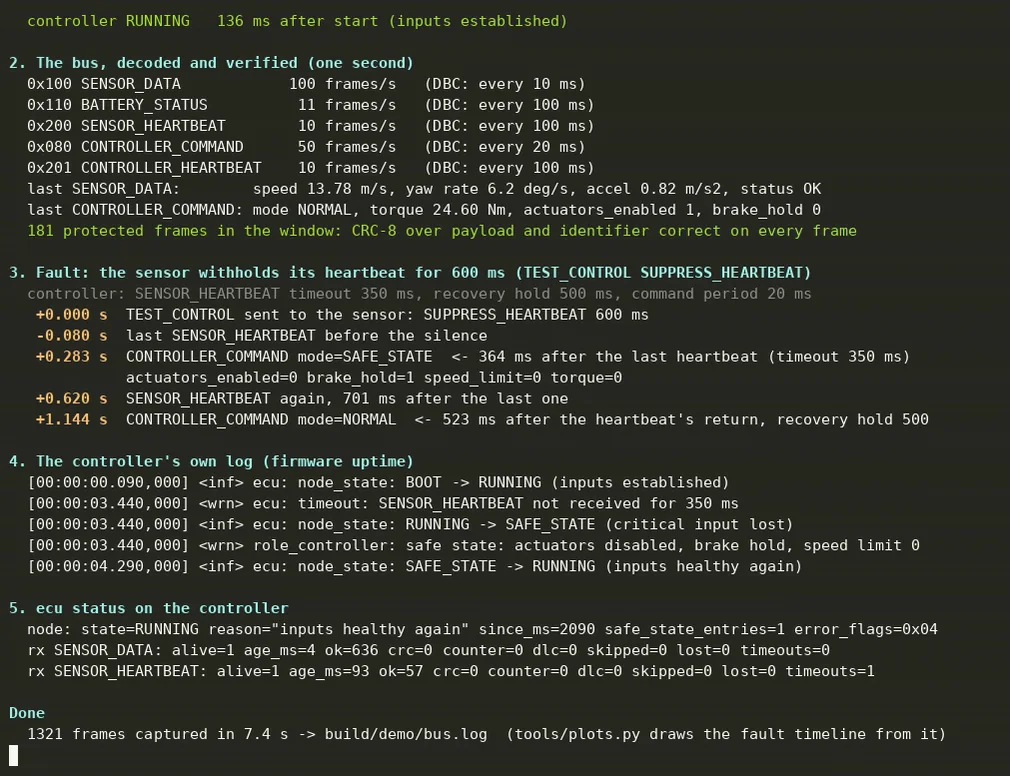 controller RUNNING   136 ms after start (inputs established)
2. The bus, decoded and verified (one second)
0x100 SENSOR_DATA            100 frames/s   (DBC: every 10 ms)
0x110 BATTERY_STATUS          11 frames/s   (DBC: every 100 ms)
0x200 SENSOR_HEARTBEAT        10 frames/s   (DBC: every 100 ms)
0x080 CONTROLLER_COMMAND      50 frames/s   (DBC: every 20 ms)
0x201 CONTROLLER_HEARTBEAT    10 frames/s   (DBC: every 100 ms)
last SENSOR_DATA:        speed 13.78 m/s, yaw rate 6.2 deg/s, accel 0.82 m/s2, status OK
last CONTROLLER_COMMAND: mode NORMAL, torque 24.60 Nm, actuators_enabled 1, brake_hold 0
181 protected frames in the window: CRC-8 over payload and identifier correct on every frame
3. Fault: the sensor withholds its heartbeat for 600 ms (TEST_CONTROL SUPPRESS_HEARTBEAT)
controller: SENSOR_HEARTBEAT timeout 350 ms, recovery hold 500 ms, command period 20 ms
+0.000 s  TEST_CONTROL sent to the sensor: SUPPRESS_HEARTBEAT 600 ms
-0.080 s  last SENSOR_HEARTBEAT before the silence
+0.283 s  CONTROLLER_COMMAND mode=SAFE_STATE  <- 364 ms after the last heartbeat (timeout 350 ms)
actuators_enabled=0 brake_hold=1 speed_limit=0 torque=0
+0.620 s  SENSOR_HEARTBEAT again, 701 ms after the last one
+1.144 s  CONTROLLER_COMMAND mode=NORMAL  <- 523 ms after the heartbeat's return, recovery hold 500
4. The controller's own log (firmware uptime)
[00:00:00.090,000] <inf> ecu: node_state: BOOT -> RUNNING (inputs established)
[00:00:03.440,000] <wrn> ecu: timeout: SENSOR_HEARTBEAT not received for 350 ms
[00:00:03.440,000] <inf> ecu: node_state: RUNNING -> SAFE_STATE (critical input lost)
[00:00:03.440,000] <wrn> role_controller: safe state: actuators disabled, brake hold, speed limit 0
[00:00:04.290,000] <inf> ecu: node_state: SAFE_STATE -> RUNNING (inputs healthy again)
5. ecu status on the controller
node: state=RUNNING reason="inputs healthy again" since_ms=2090 safe_state_entries=1 error_flags=0x04
rx SENSOR_DATA: alive=1 age_ms=4 ok=636 crc=0 counter=0 dlc=0 skipped=0 lost=0 timeouts=0
rx SENSOR_HEARTBEAT: alive=1 age_ms=93 ok=57 crc=0 counter=0 dlc=0 skipped=0 lost=0 timeouts=1
Done
1321 frames captured in 7.4 s -> build/demo/bus.log  (tools/plots.py draws the fault timeline from it)